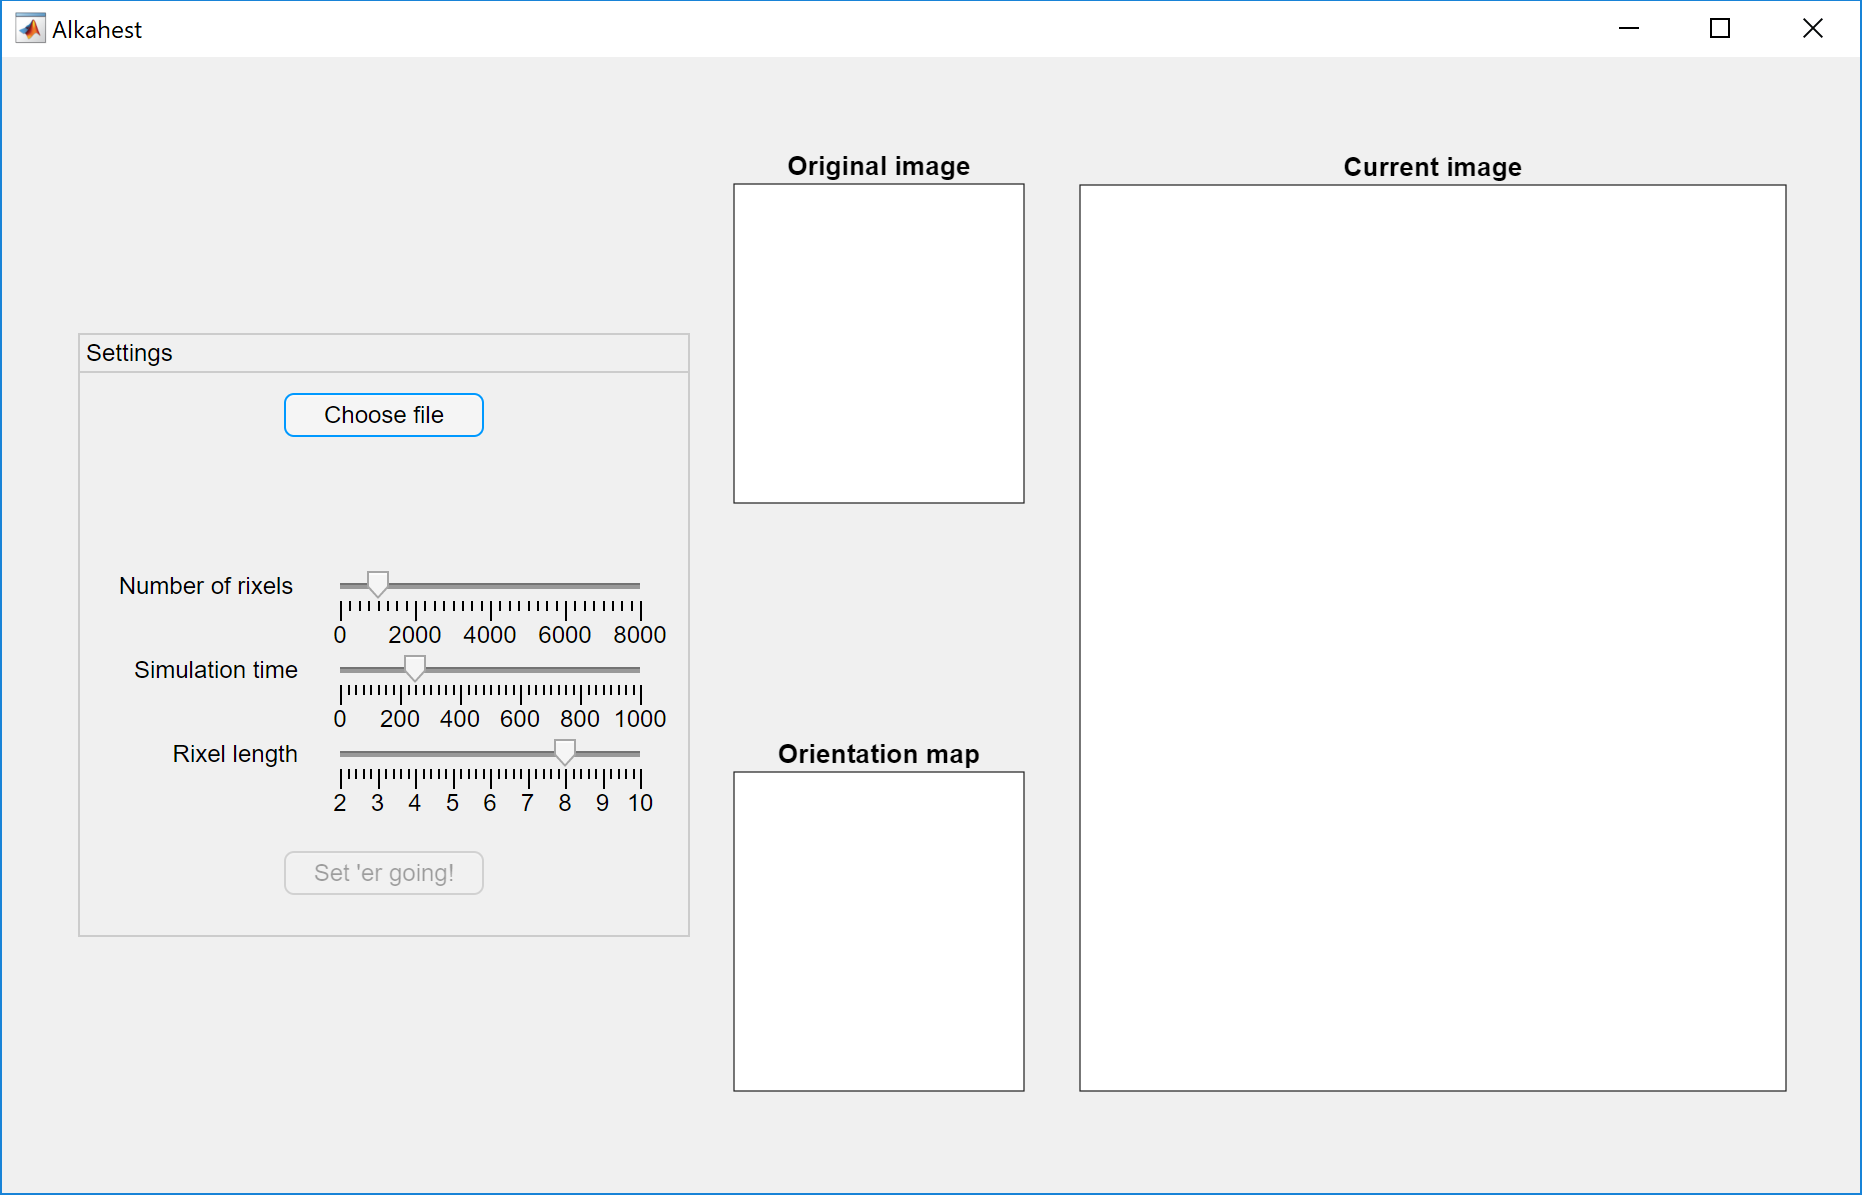 Alkahest
Original image
Current image
Settings
Choose file
Number of rixels
0 2000 4000 6000 8000
Simulation time
0 200 400 600 800 1000
Rixel length
2 3 4 5 6 7 8 9 10
Set 'er going!
Orientation map